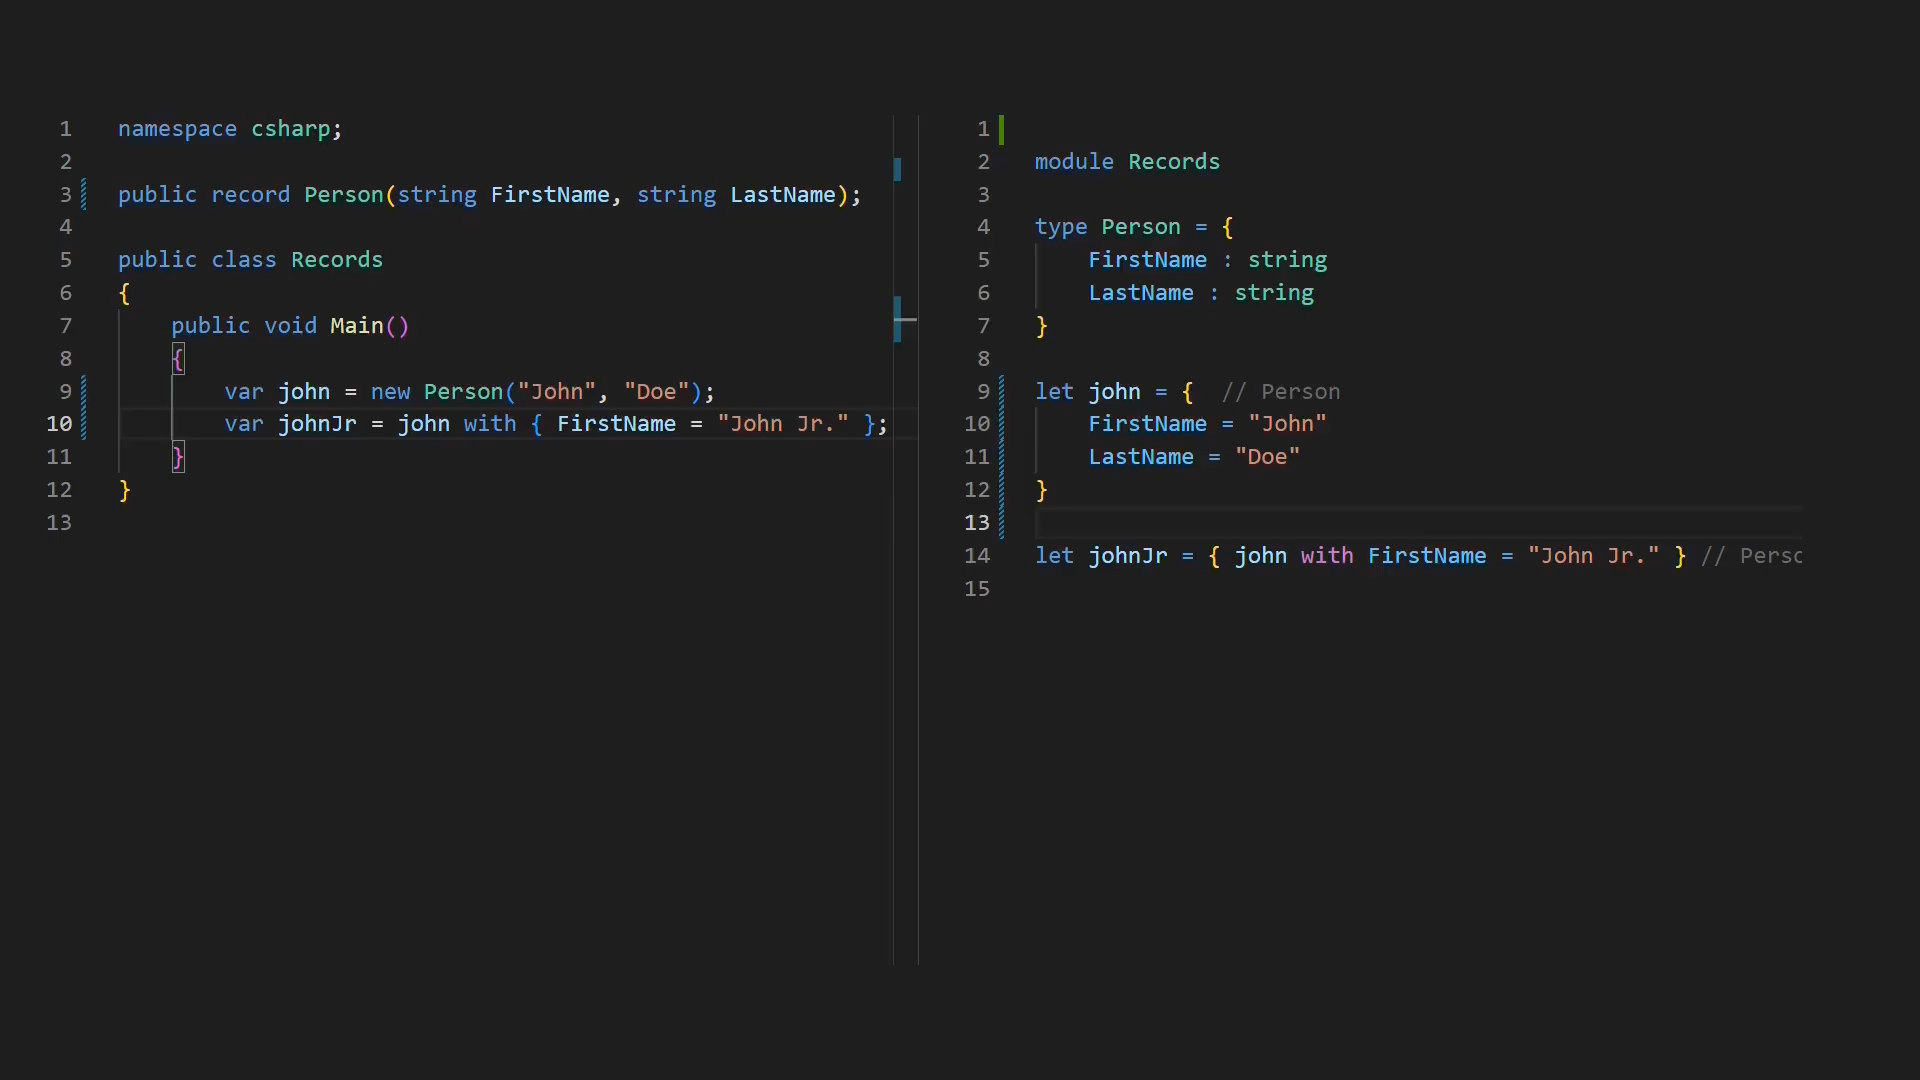 1 namespace csharp;
2
3 public record Person(string FirstName, string LastName);
4
5 public class Records
6 {
7 public void Main()
8 {
9 var john = new Person("John", "Doe");
10 var johnJr = john with { FirstName = "John Jr." };
11 }
12 }
13
1
2 module Records
3
4 type Person = {
5 FirstName : string
6 LastName : string
7 }
8
9 let john = { // Person
10 FirstName = "John"
11 LastName = "Doe"
12 }
13
14 let johnJr = { john with FirstName = "John Jr." } //
15